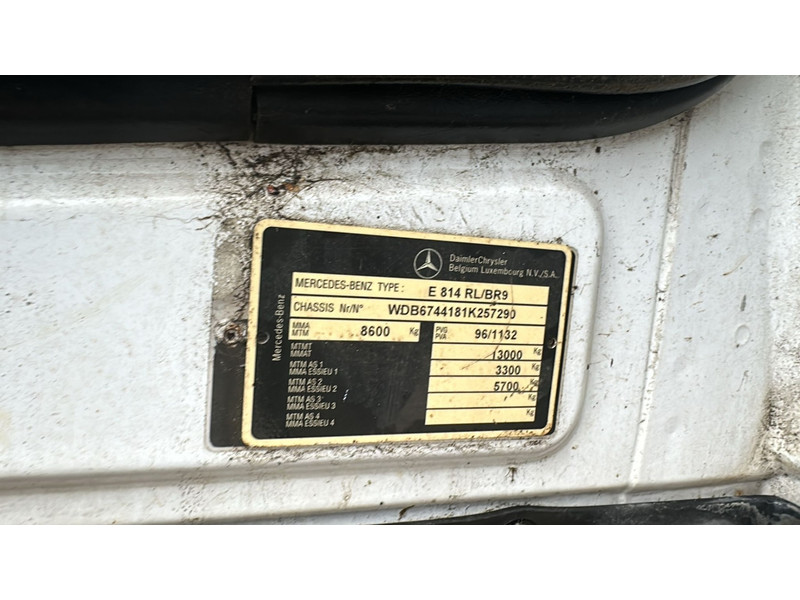 DaimlerChrysler
Belgium Luxembourg N.V./S.A.
Mercedes-Benz
MERCEDES-BENZ TYPE: E 814 RL/BR9
CHASSIS Nr/N° WDB6744181K257290
MMA
MTM 8600 Kg
PVG
PVA 96/1132
MTMT
MMAT 13000 Kg
MTM AS 1
MMA ESSIEU 1 3300 Kg
MTM AS 2
MMA ESSIEU 2 5700 Kg
MTM AS 3
MMA ESSIEU 3 Kg
MTM AS 4
MMA ESSIEU 4 Kg